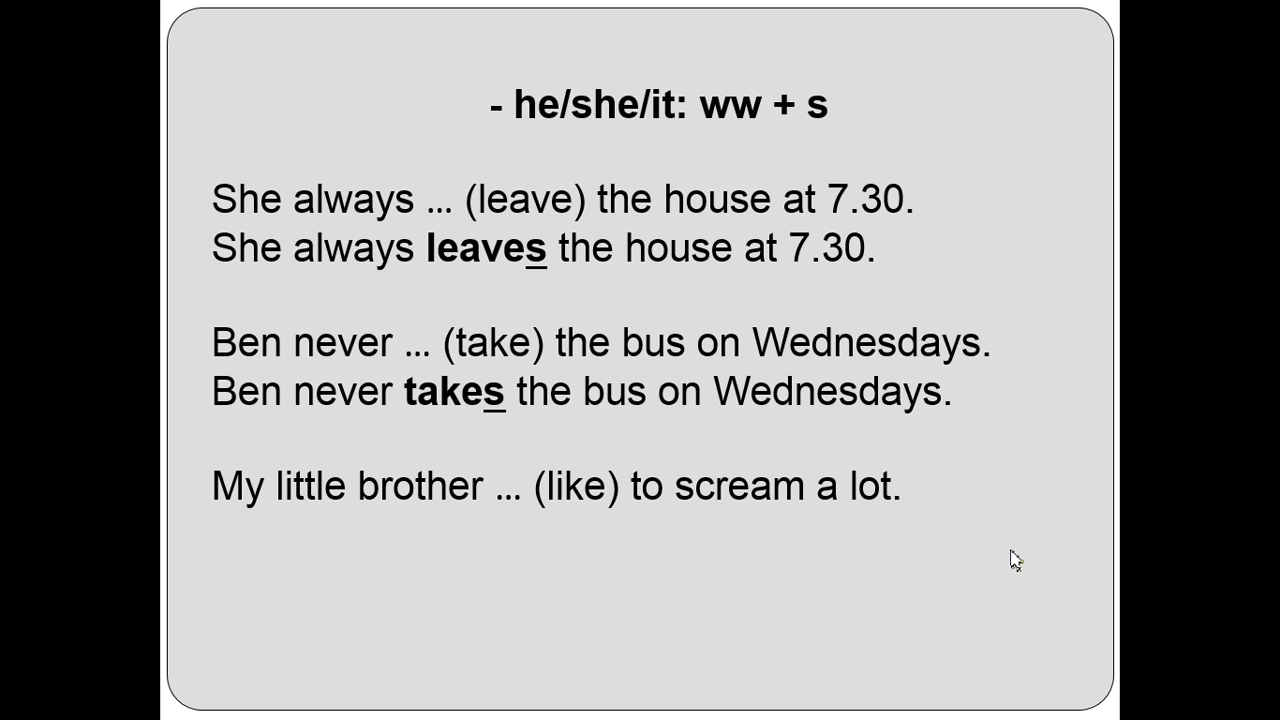 - he/she/it: ww + s
She always ... (leave) the house at 7.30.
She always leaves the house at 7.30.
Ben never ... (take) the bus on Wednesdays.
Ben never takes the bus on Wednesdays.
My little brother ... (like) to scream a lot.